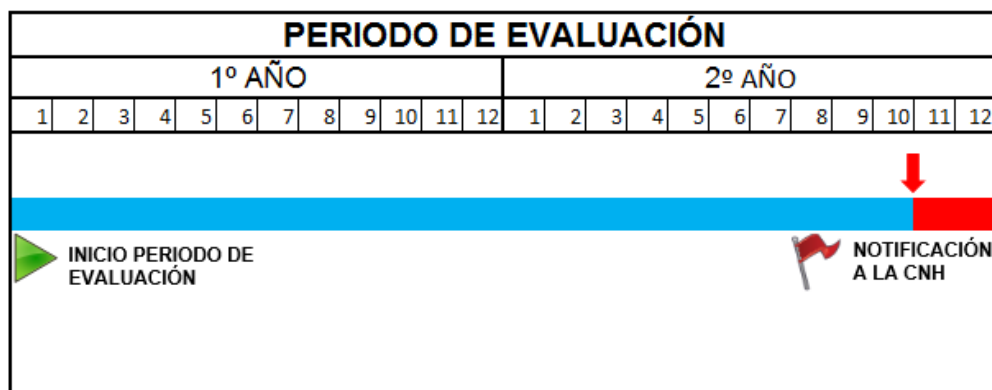 PERIODO DE EVALUACIÓN
1º AÑO 2º AÑO
1 2 3 4 5 6 7 8 9 10 11 12 1 2 3 4 5 6 7 8 9 10 11 12
INICIO PERIODO DE
EVALUACIÓN
NOTIFICACIÓN
A LA CNH